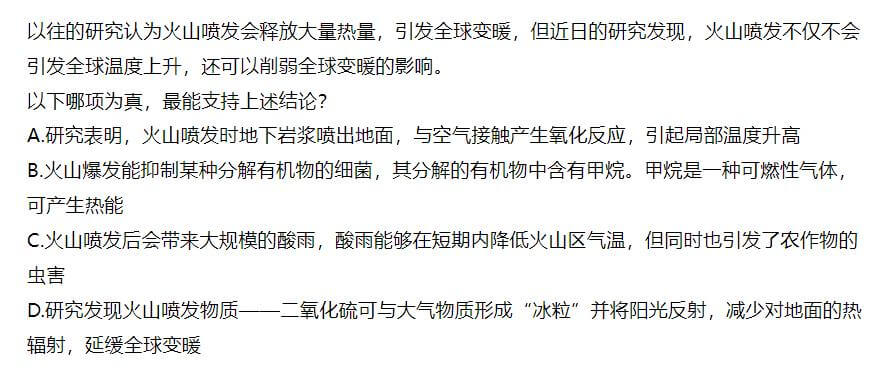 以往的研究认为火山喷发会释放大量热量，引发全球变暖，但近日的研究发现，火山喷发不仅不会
引发全球温度上升，还可以削弱全球变暖的影响。
以下哪项为真，最能支持上述结论？
A.研究表明，火山喷发时地下岩浆喷出地面，与空气接触产生氧化反应，引起局部温度升高
B.火山爆发能抑制某种分解有机物的细菌，其分解的有机物中含有甲烷。甲烷是一种可燃性气体，
可产生热能
C.火山喷发后会带来大规模的酸雨，酸雨能够在短期内降低火山区气温，但同时也引发了农作物的
虫害
D.研究发现火山喷发物质——二氧化硫可与大气物质形成“冰粒”并将阳光反射，减少对地面的热
辐射，延缓全球变暖